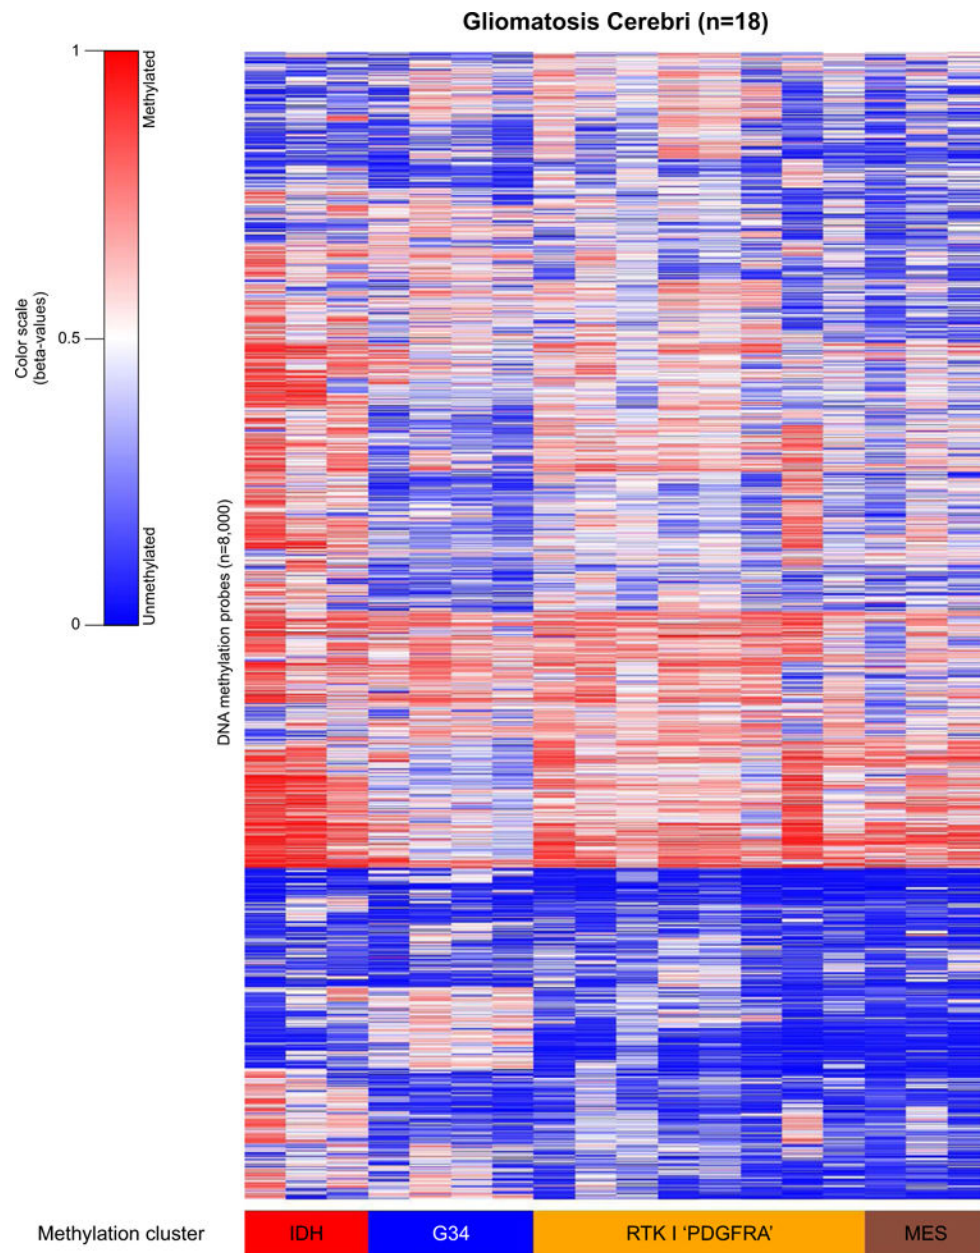 Gliomatosis Cerebri (n=18)
1
Methylated
Color scale
(beta-values)
0.5
0
Unmethylated
DNA methylation probes (n=8,000)
Methylation cluster
IDH
G34
RTK I 'PDGFRA'
MES